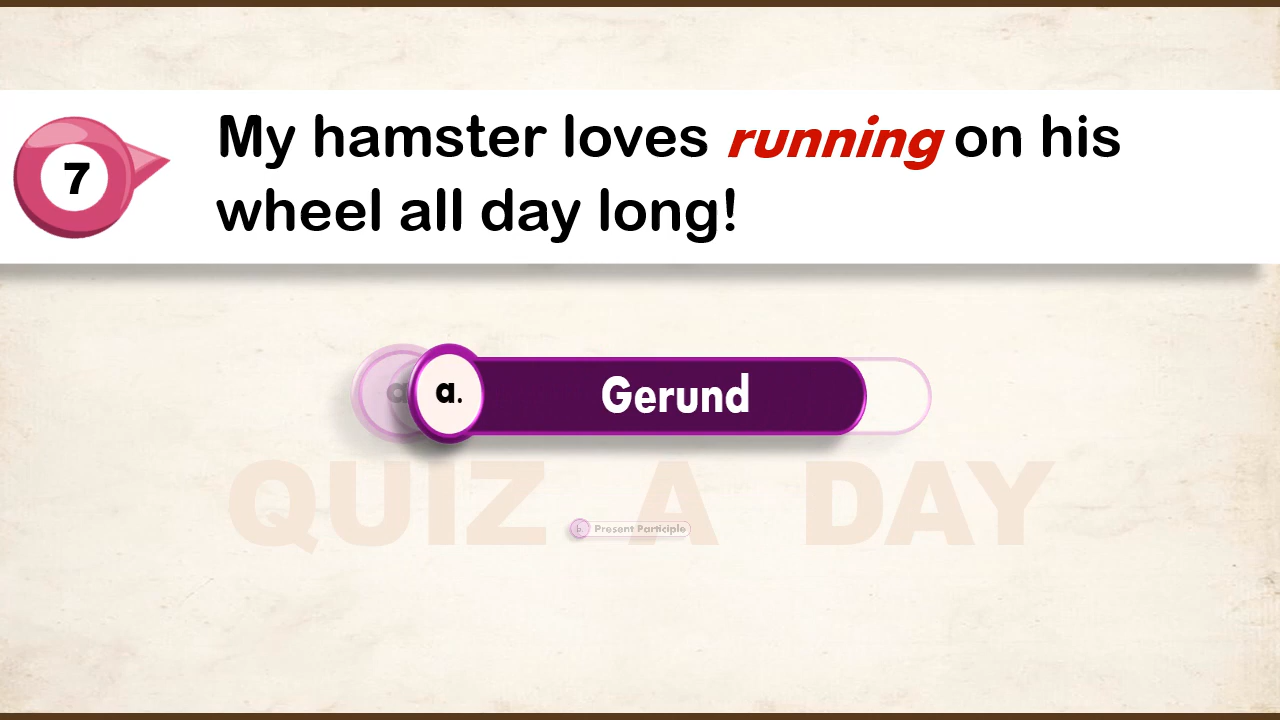 7
My hamster loves running on his
wheel all day long!
a. Gerund
QUIZ A DAY
b. Present Participle